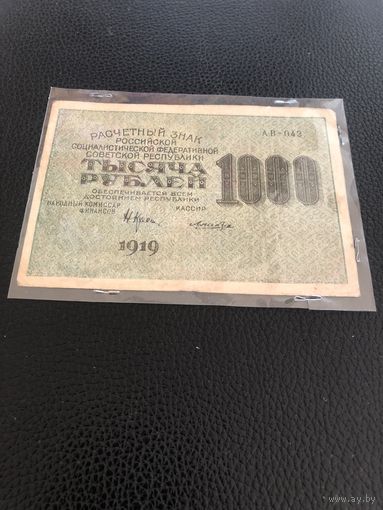 РАСЧЕТНЫЙ ЗНАК
РОССИЙСКОЙ
СОЦИАЛИСТИЧЕСКОЙ ФЕДЕРАТИВНОЙ
СОВЕТСКОЙ РЕСПУБЛИКИ
АВ-042
ТЫСЯЧА
РУБЛЕЙ
1000
ОБЕСПЕЧИВАЕТСЯ ВСЕМ
ДОСТОЯНИЕМ РЕСПУБЛИКИ
НАРОДНЫЙ КОМИССАР
ФИНАНСОВ
КАССИР
1919
www.ay.by